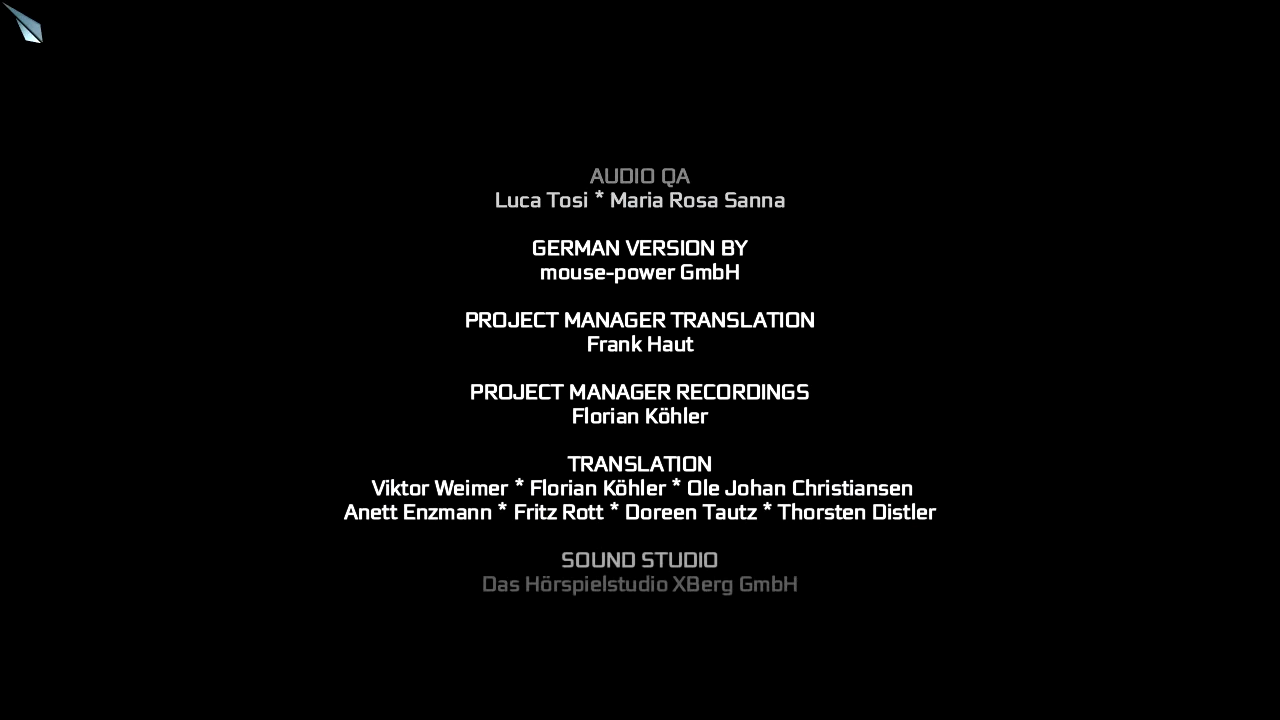 AUDIO QA
Luca Tosi * Maria Rosa Sanna
GERMAN VERSION BY
mouse-power GmbH
PROJECT MANAGER TRANSLATION
Frank Haut
PROJECT MANAGER RECORDINGS
Florian Köhler
TRANSLATION
Viktor Weimer * Florian Köhler * Ole Johan Christiansen
Anett Enzmann * Fritz Rott * Doreen Tautz * Thorsten Distler
SOUND STUDIO
Das Hörspielstudio XBerg GmbH